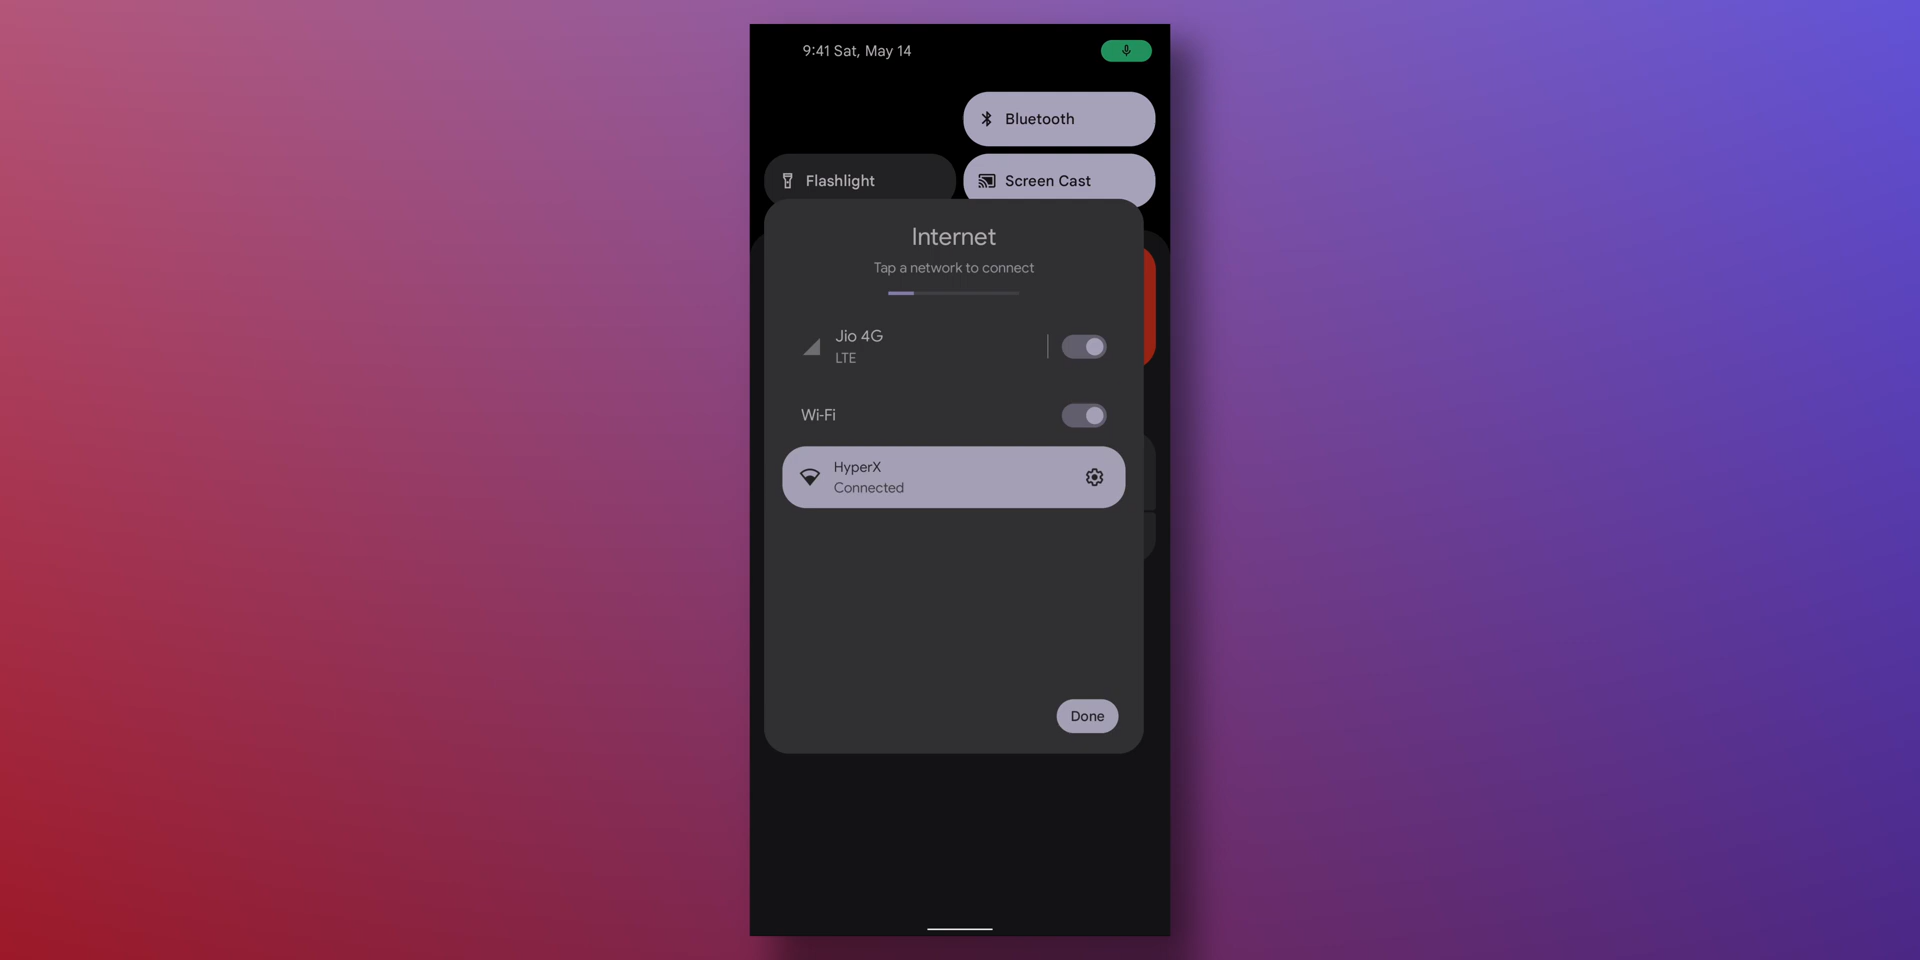 9:41 Sat, May 14
Bluetooth
Flashlight
Screen Cast
Internet
Tap a network to connect
Jio 4G
LTE
Wi-Fi
HyperX
Connected
Done